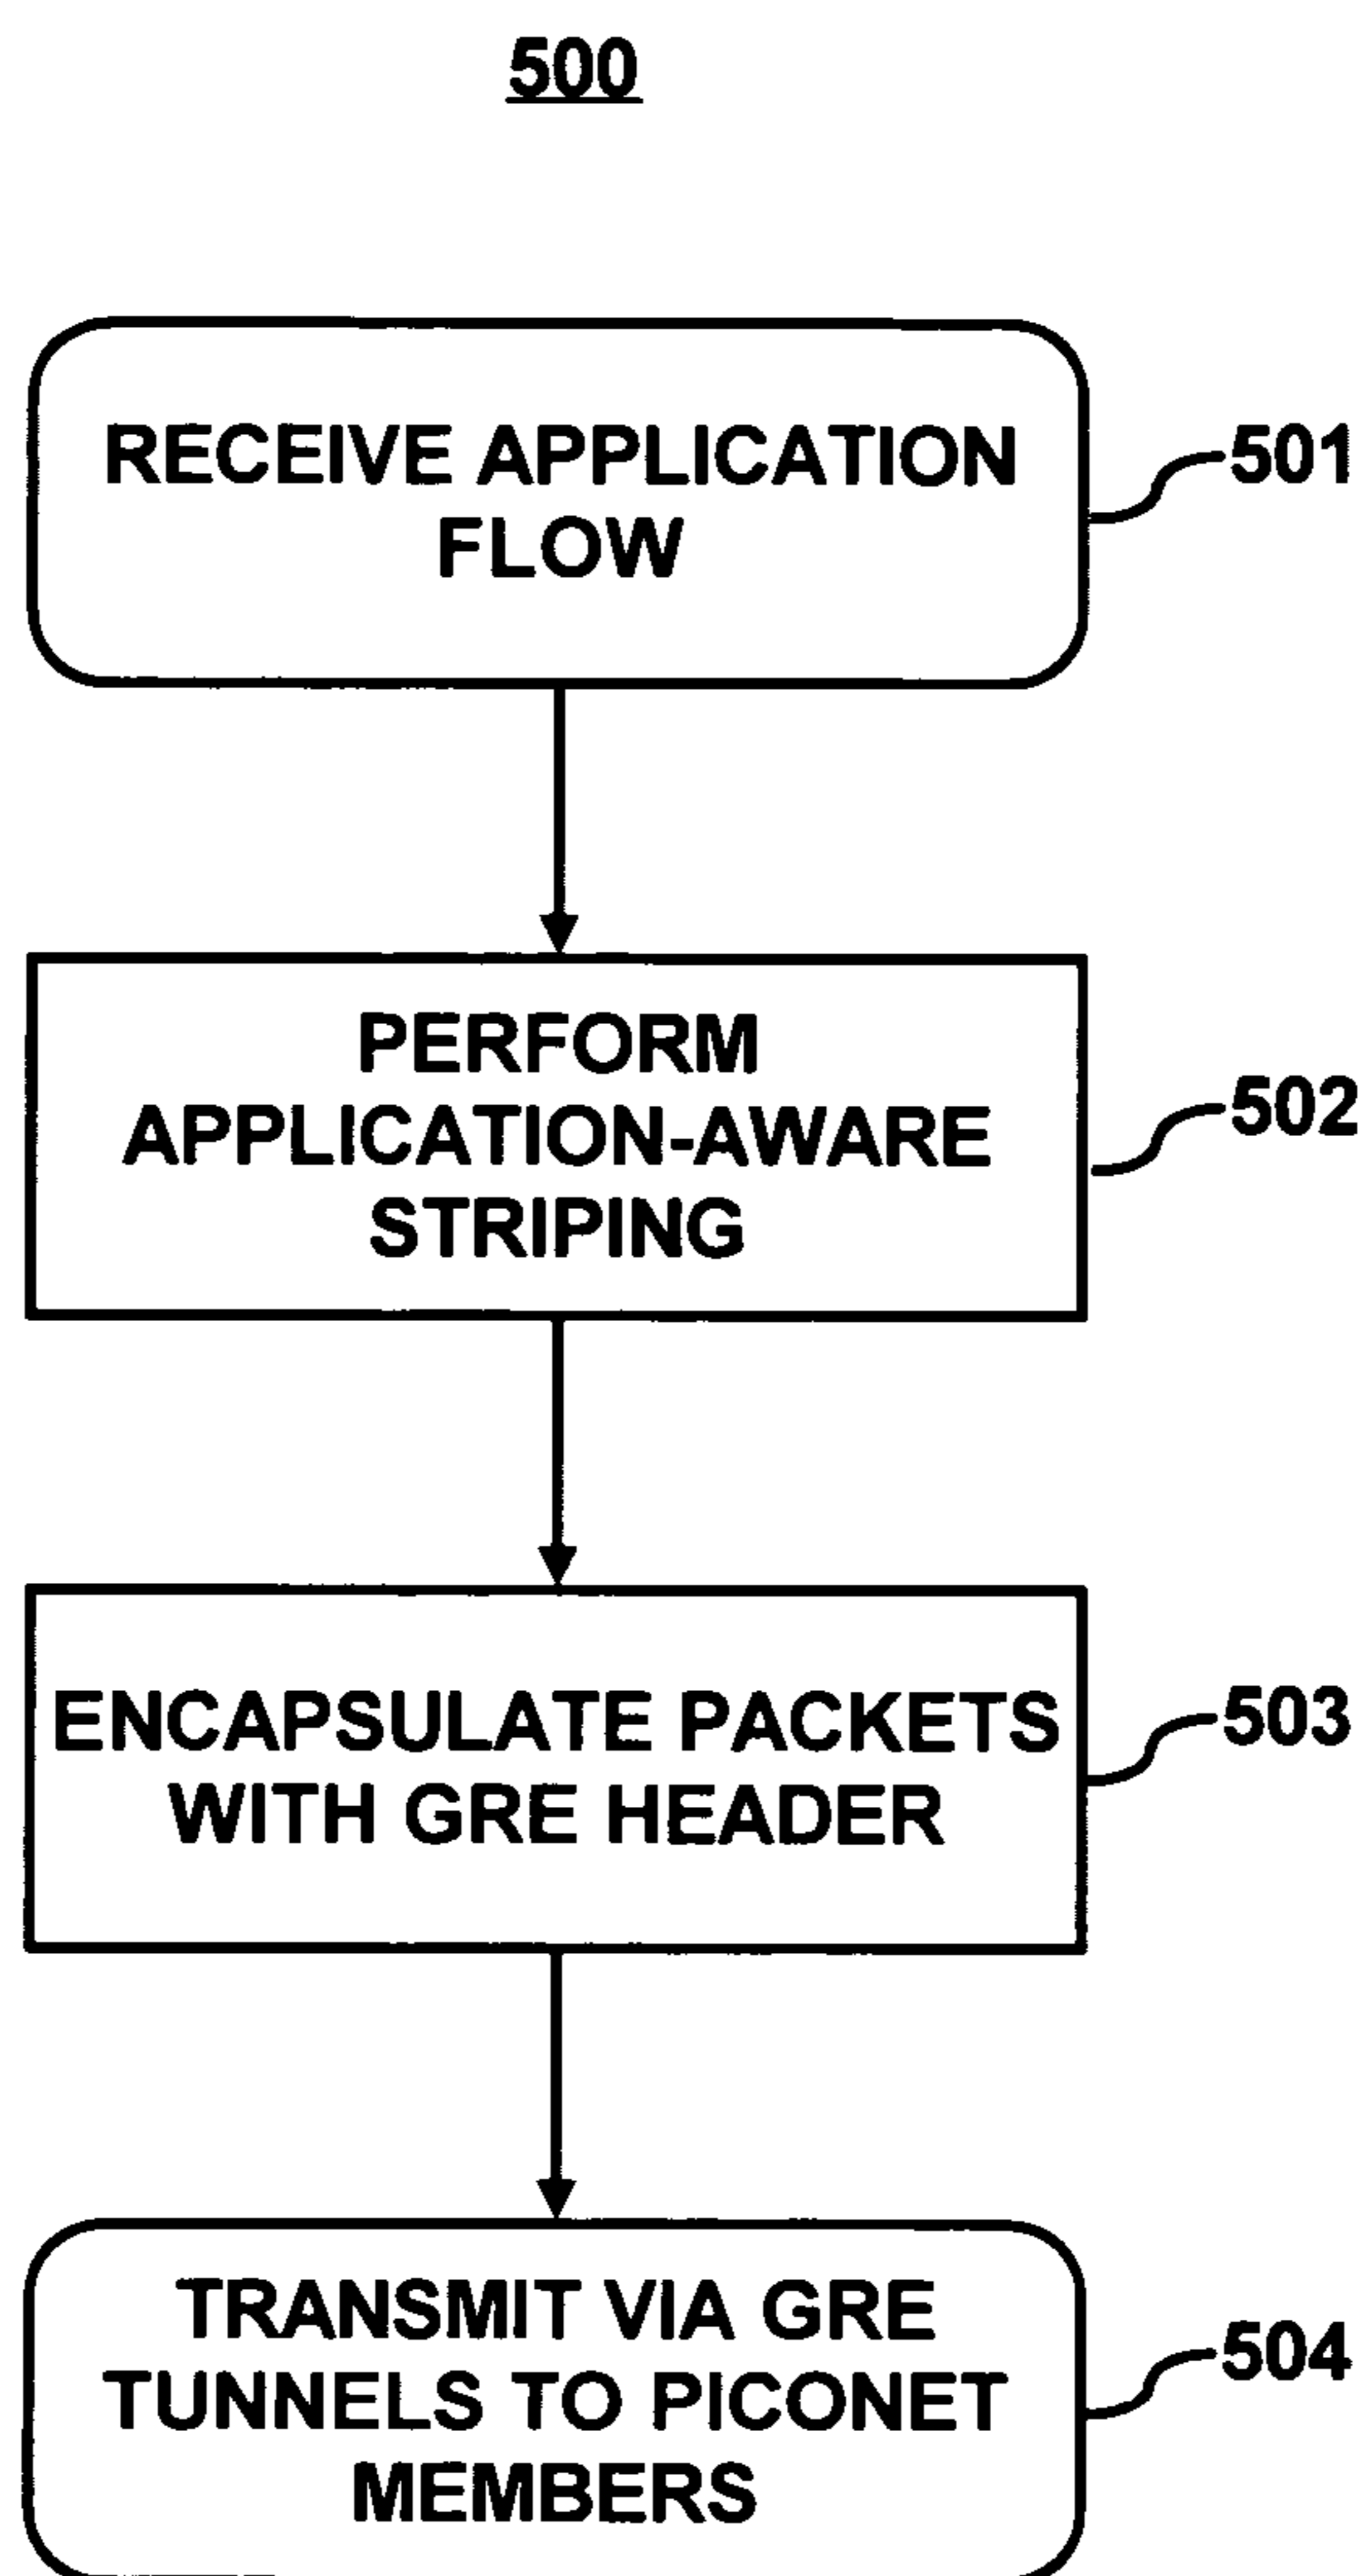 500
RECEIVE APPLICATION
FLOW
501
PERFORM
APPLICATION-AWARE
STRIPING
502
ENCAPSULATE PACKETS
WITH GRE HEADER
503
TRANSMIT VIA GRE
TUNNELS TO PICONET
MEMBERS
504